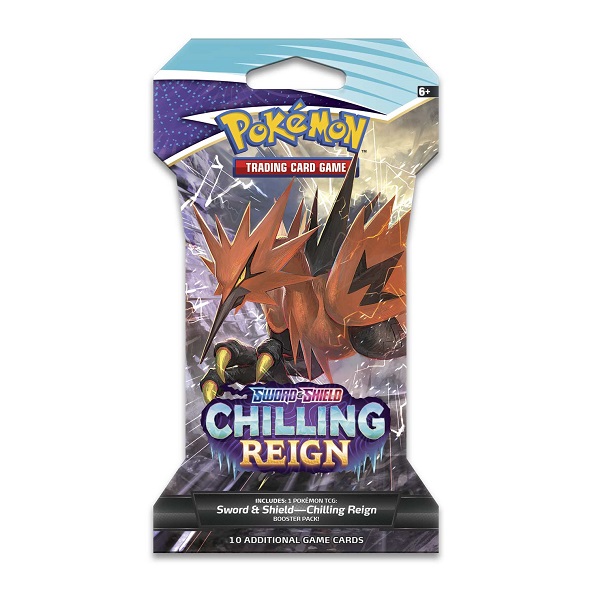 6+
POKéMON™
TRADING CARD GAME
SWORD & SHIELD
CHILLING
REIGN
INCLUDES: 1 POKÉMON TCG:
Sword & Shield—Chilling Reign
BOOSTER PACK!
10 ADDITIONAL GAME CARDS